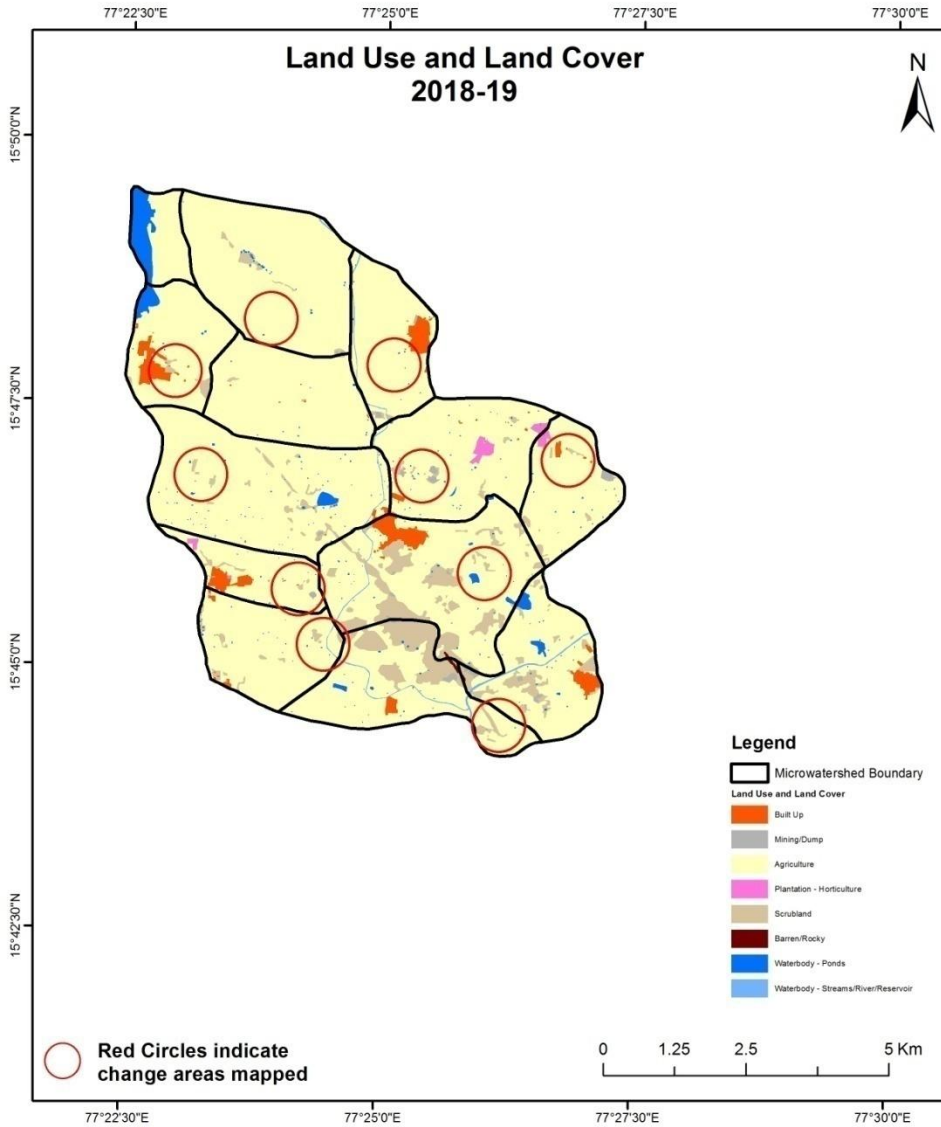 77°22'30"E
77°25'0"E
77°27'30"E
77°30'0"E
Land Use and Land Cover
2018-19
N
15°50'0"N
15°47'30"N
15°45'0"N
15°42'30"N
Legend
Microwatershed Boundary
Land Use and Land Cover
Built Up
Mining/Dump
Agriculture
Plantation - Horticulture
Scrubland
Barren/Rocky
Waterbody - Ponds
Waterbody - Streams/River/Reservoir
Red Circles indicate
change areas mapped
0 1.25 2.5 5 Km
77°22'30"E
77°25'0"E
77°27'30"E
77°30'0"E